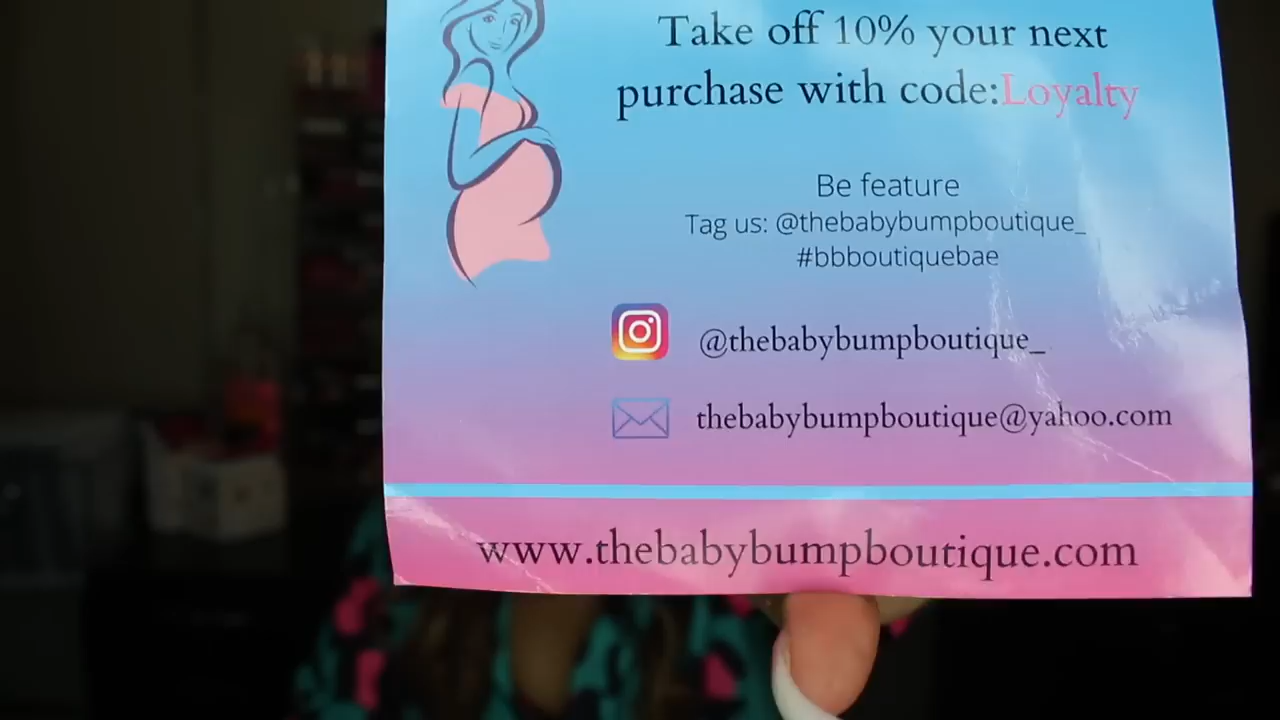 Take off 10% your next
purchase with code:Loyalty
Be feature
Tag us: @thebabybumpboutique_
#bbboutiquebae
@thebabybumpboutique_
thebabybumpboutique@yahoo.com
www.thebabybumpboutique.com